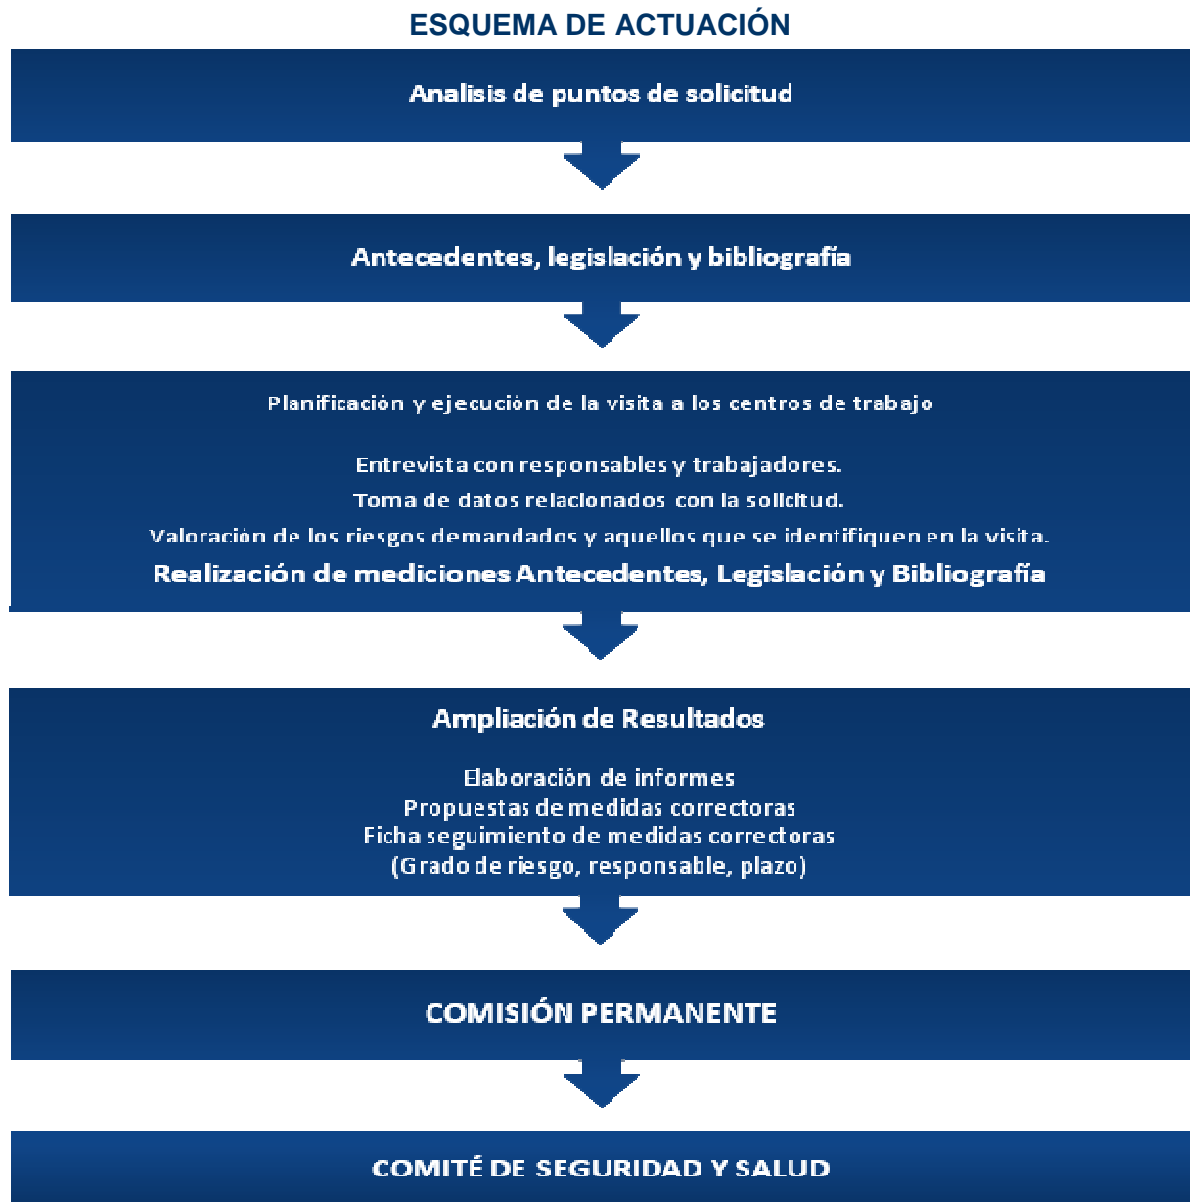 ESQUEMA DE ACTUACIÓN
Analisis de puntos de solicitud
Antecedentes, legislación y bibliografía
Planificación y ejecución de la visita a los centros de trabajo
Entrevista con responsables y trabajadores.
Toma de datos relacionados con la solicitud.
Valoración de los riesgos demandados y aquellos que se identifiquen en la visita.
Realización de mediciones Antecedentes, Legislación y Bibliografía
Ampliación de Resultados
Elaboración de informes
Propuestas de medidas correctoras
Ficha seguimiento de medidas correctoras
(Grado de riesgo, responsable, plazo)
COMISIÓN PERMANENTE
COMITÉ DE SEGURIDAD Y SALUD